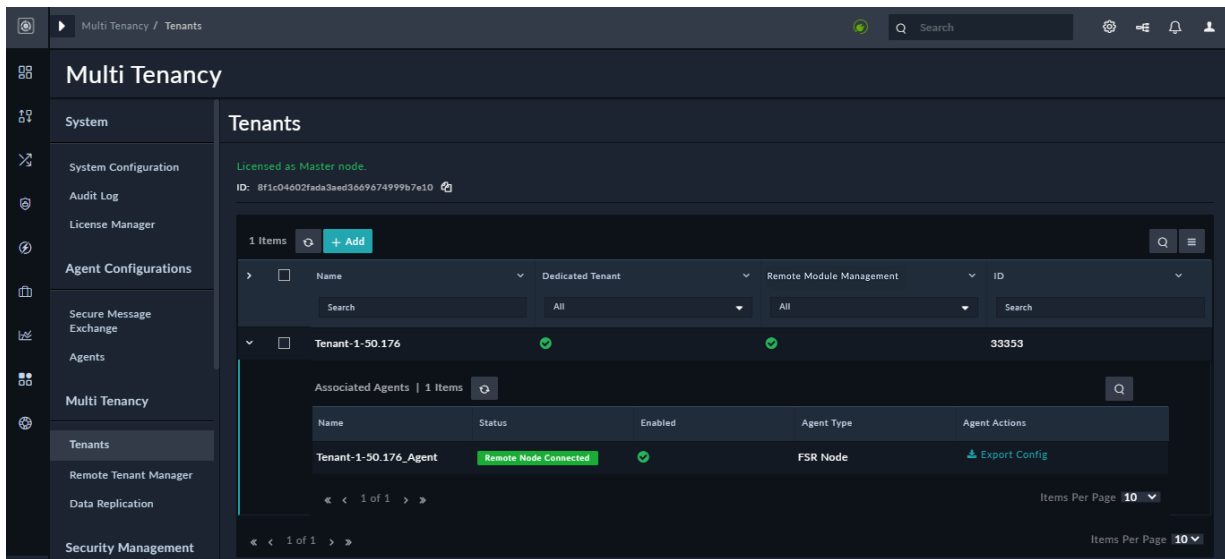 Multi Tenancy / Tenants
Search
Multi Tenancy
System
System Configuration
Audit Log
License Manager
Agent Configurations
Secure Message
Exchange
Agents
Multi Tenancy
Tenants
Remote Tenant Manager
Data Replication
Security Management
Tenants
Licensed as Master node.
ID: 8f1c04602fada3aed3669674999b7e10
1 Items + Add
Name Dedicated Tenant Remote Module Management ID
Search All All Search
Tenant-1-50.176 33353
Associated Agents | 1 Items
Name Status Enabled Agent Type Agent Actions
Tenant-1-50.176_Agent Remote Node Connected FSR Node Export Config
« ‹ 1 of 1 › » Items Per Page 10
« ‹ 1 of 1 › » Items Per Page 10